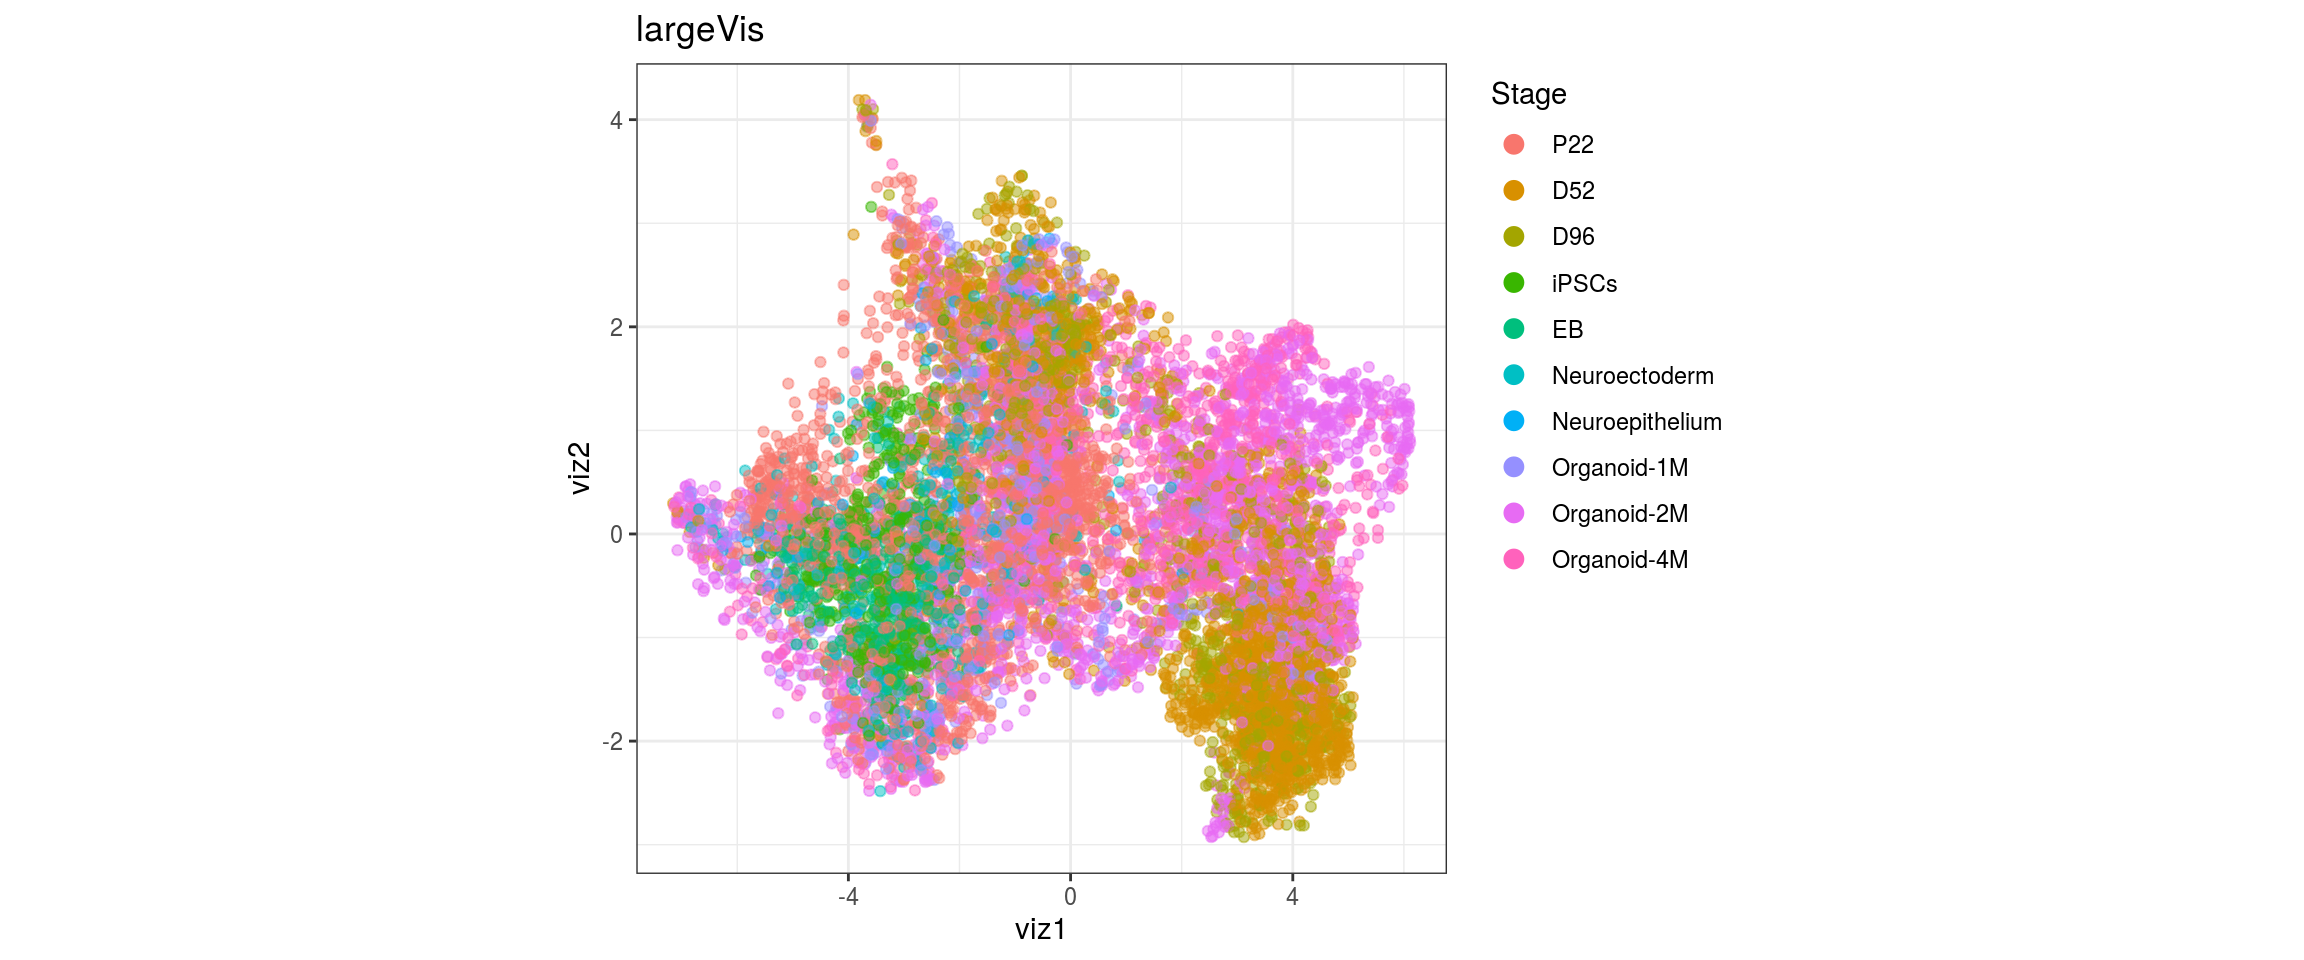 largeVis
4
2
0
-2
viz2
-4
0
4
viz1
Stage
P22
D52
D96
iPSCs
EB
Neuroectoderm
Neuroepithelium
Organoid-1M
Organoid-2M
Organoid-4M